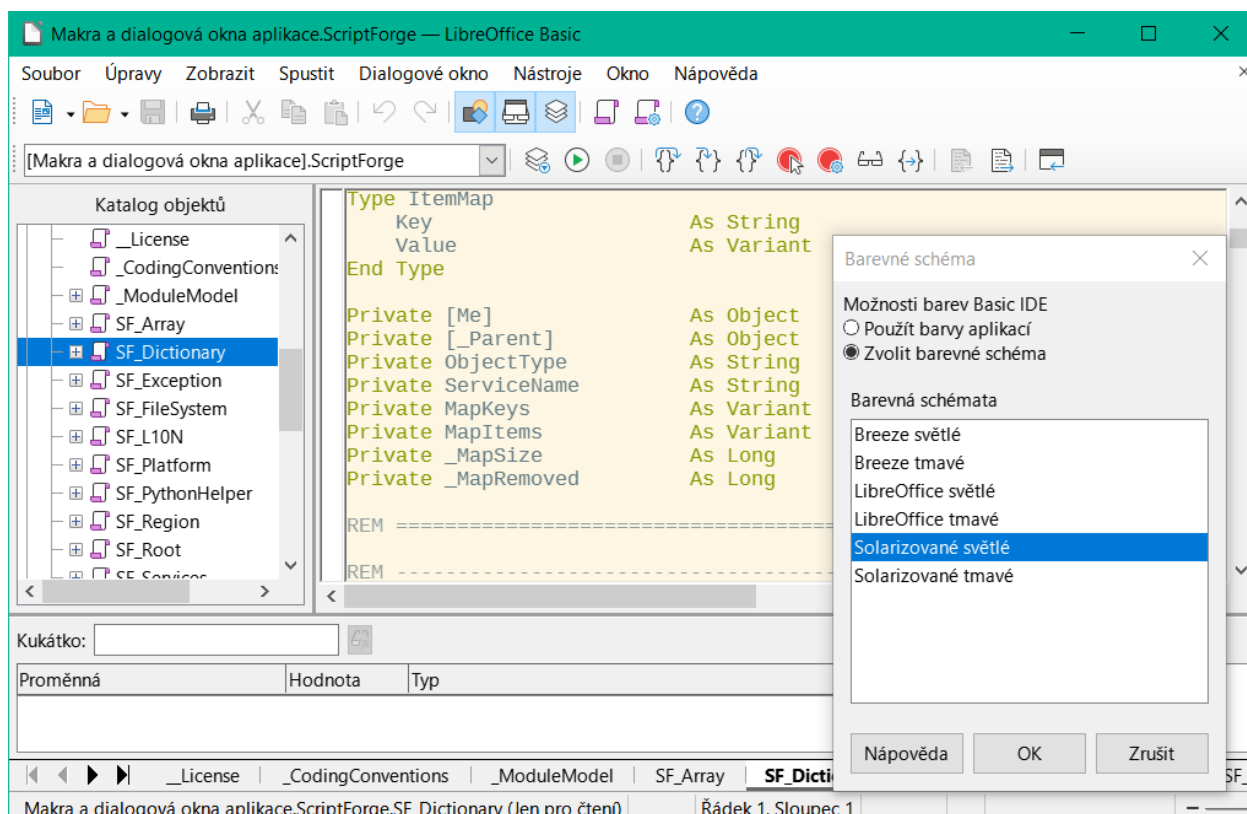 Makra a dialogová okna aplikace.ScriptForge — LibreOffice Basic
Soubor Úpravy Zobrazit Spustit Dialogové okno Nástroje Okno Nápověda
[Makra a dialogová okna aplikace].ScriptForge
Katalog objektů
__License
_CodingConventions
_ModuleModel
SF_Array
SF_Dictionary
SF_Exception
SF_FileSystem
SF_L10N
SF_Platform
SF_PythonHelper
SF_Region
SF_Root
SF_Services
Type ItemMap
Key As String
Value As Variant
End Type
Private [Me] As Object
Private [_Parent] As Object
Private ObjectType As String
Private ServiceName As String
Private MapKeys As Variant
Private MapItems As Variant
Private _MapSize As Long
Private _MapRemoved As Long
REM ====================================
REM ------------------------------------
Barevné schéma
Možnosti barev Basic IDE
Použít barvy aplikací
Zvolit barevné schéma
Barevná schémata
Breeze světlé
Breeze tmavé
LibreOffice světlé
LibreOffice tmavé
Solarizované světlé
Solarizované tmavé
Nápověda OK Zrušit
Kukátko:
Proměnná Hodnota Typ
__License _CodingConventions _ModuleModel SF_Array SF_Dicti SF_
Makra a dialogová okna aplikace.ScriptForge.SF_Dictionary (Jen pro čtení) Řádek 1, Sloupec 1